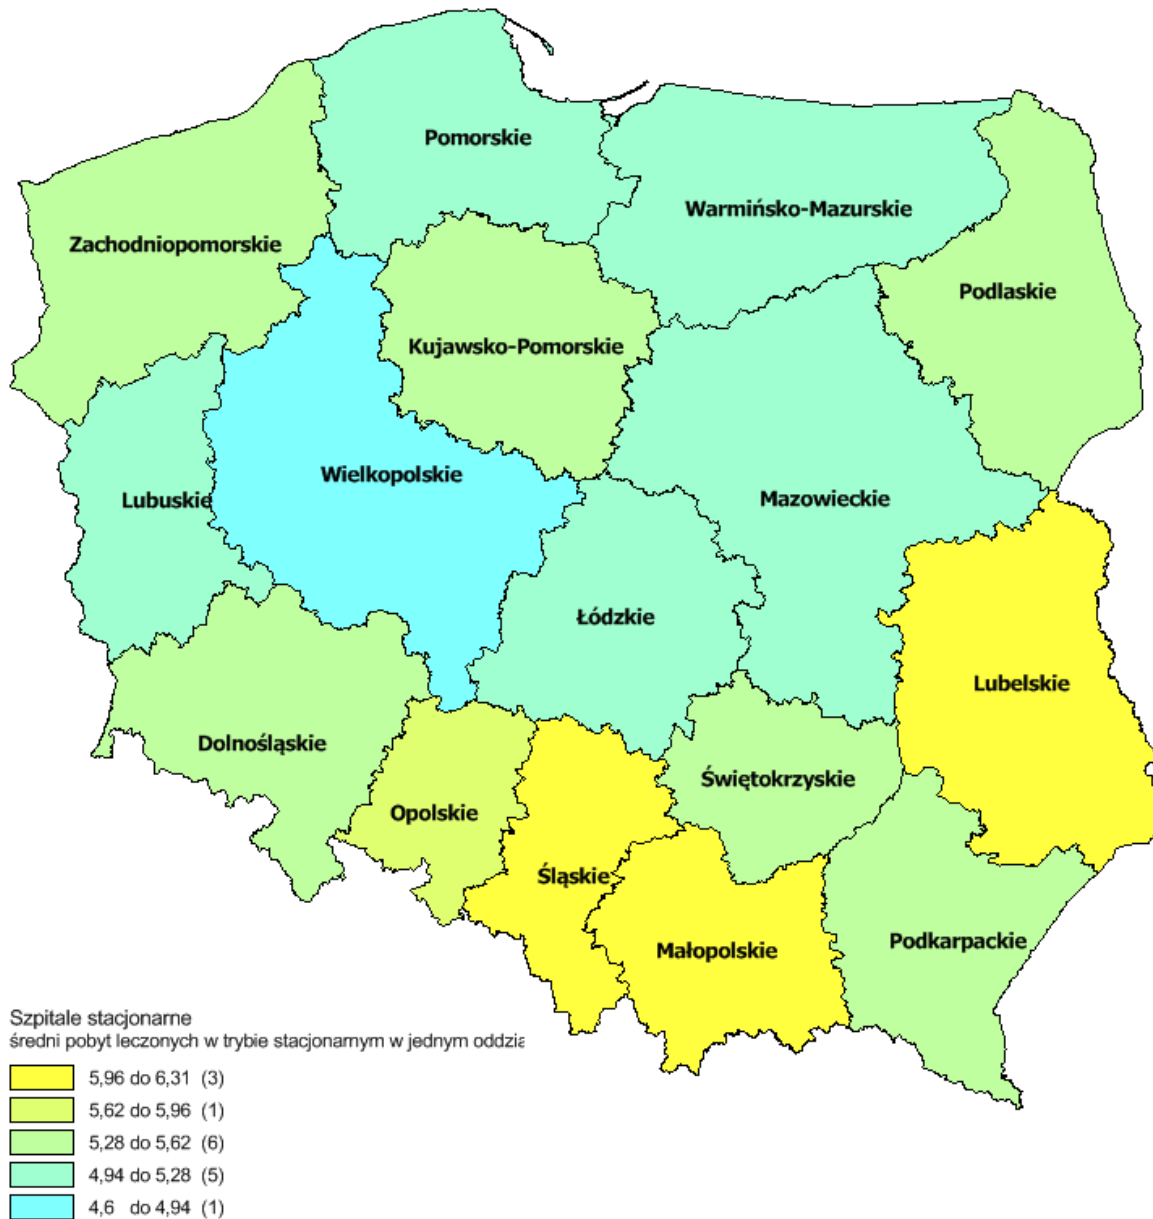 Pomorskie
Warmińsko-Mazurskie
Zachodniopomorskie
Podlaskie
Kujawsko-Pomorskie
Wielkopolskie
Lubuskie
Mazowieckie
Łódzkie
Lubelskie
Dolnośląskie
Świętokrzyskie
Opolskie
Śląskie
Podkarpackie
Małopolskie
Szpitale stacjonarne
średni pobyt leczonych w trybie stacjonarnym w jednym oddzia
5,96 do 6,31 (3)
5,62 do 5,96 (1)
5,28 do 5,62 (6)
4,94 do 5,28 (5)
4,6 do 4,94 (1)